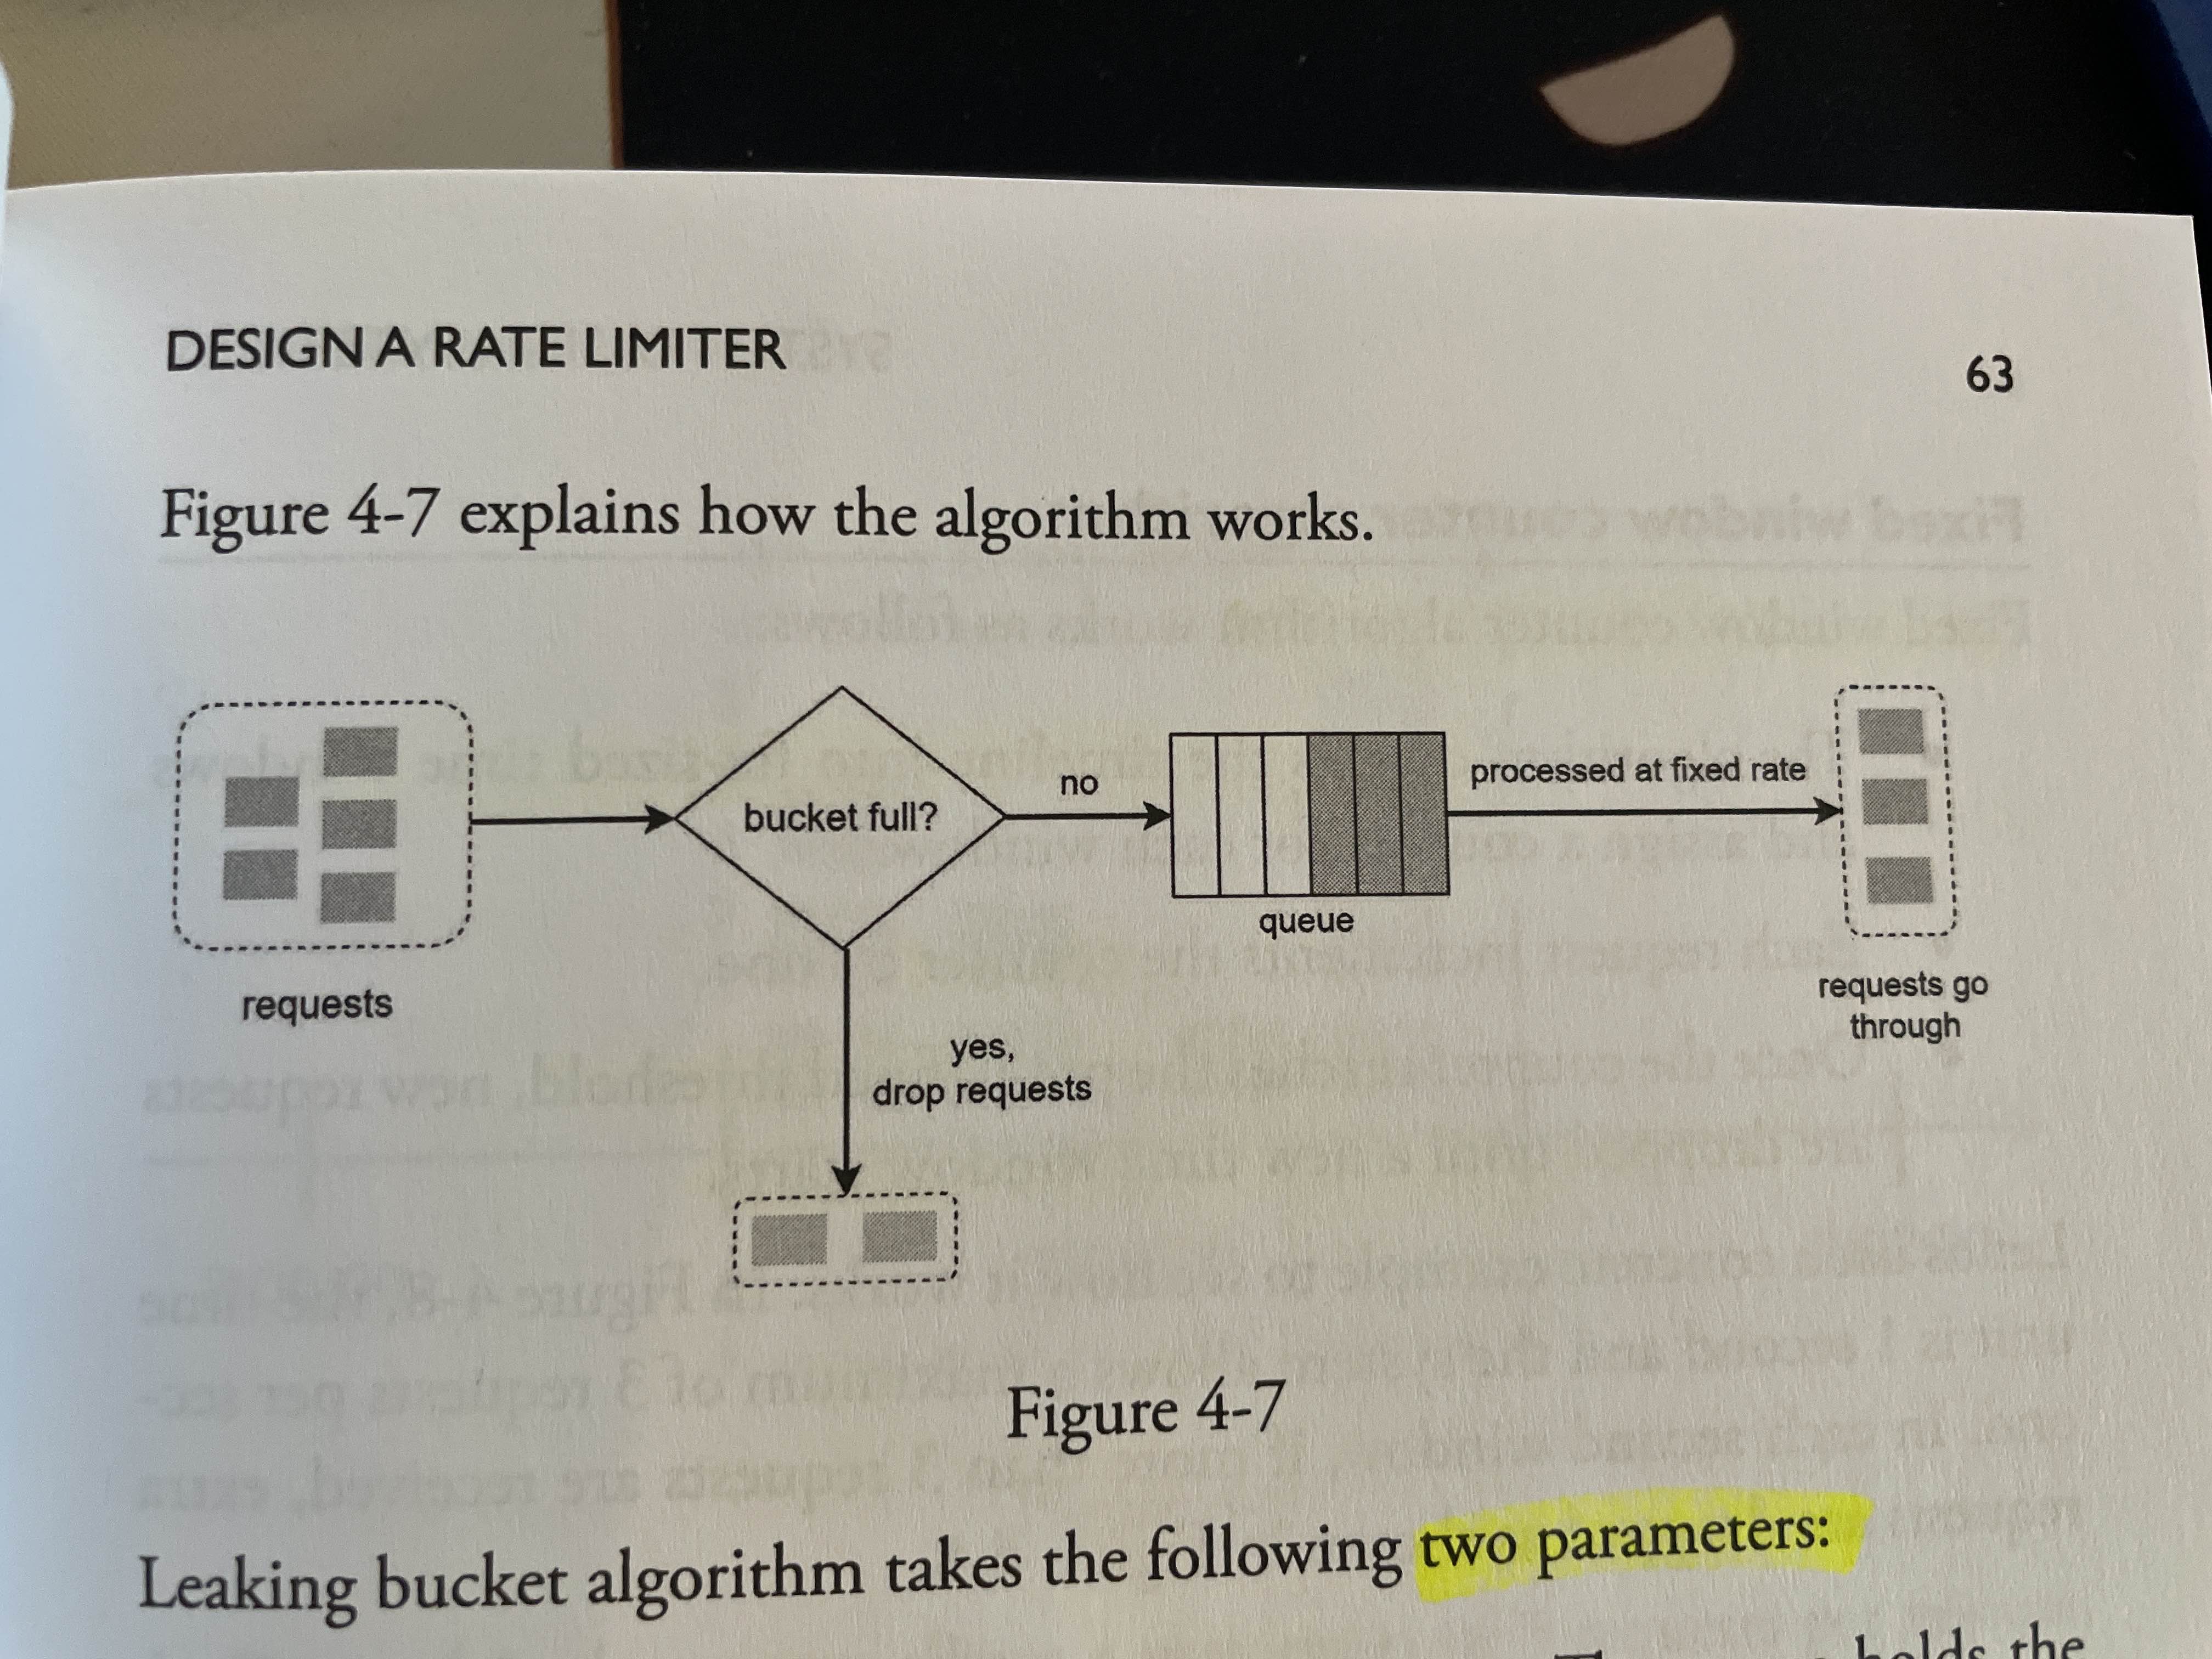 DESIGN A RATE LIMITER
63
Figure 4-7 explains how the algorithm works.
requests
bucket full?
no
queue
processed at fixed rate
requests go
through
yes,
drop requests
Figure 4-7
Leaking bucket algorithm takes the following two parameters:
holds the